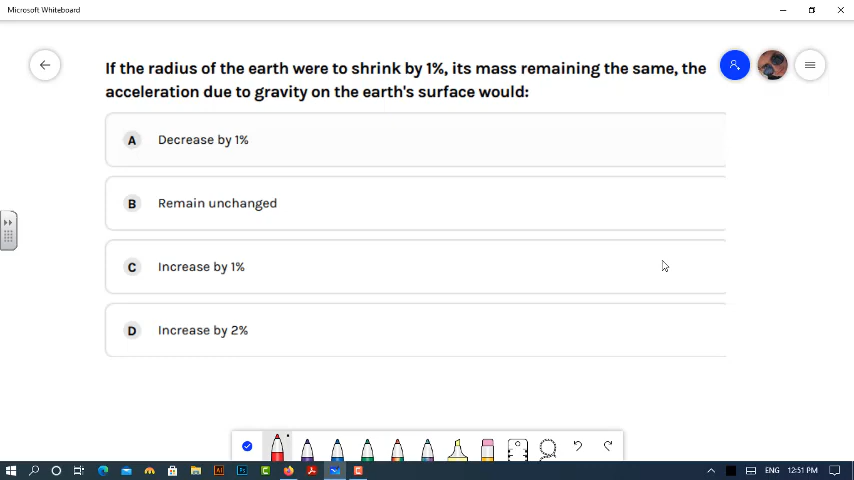 Microsoft Whiteboard
If the radius of the earth were to shrink by 1%, its mass remaining the same, the
acceleration due to gravity on the earth's surface would:
A Decrease by 1%
B Remain unchanged
C Increase by 1%
D Increase by 2%
Ai Ps C C ENG 12:51 PM